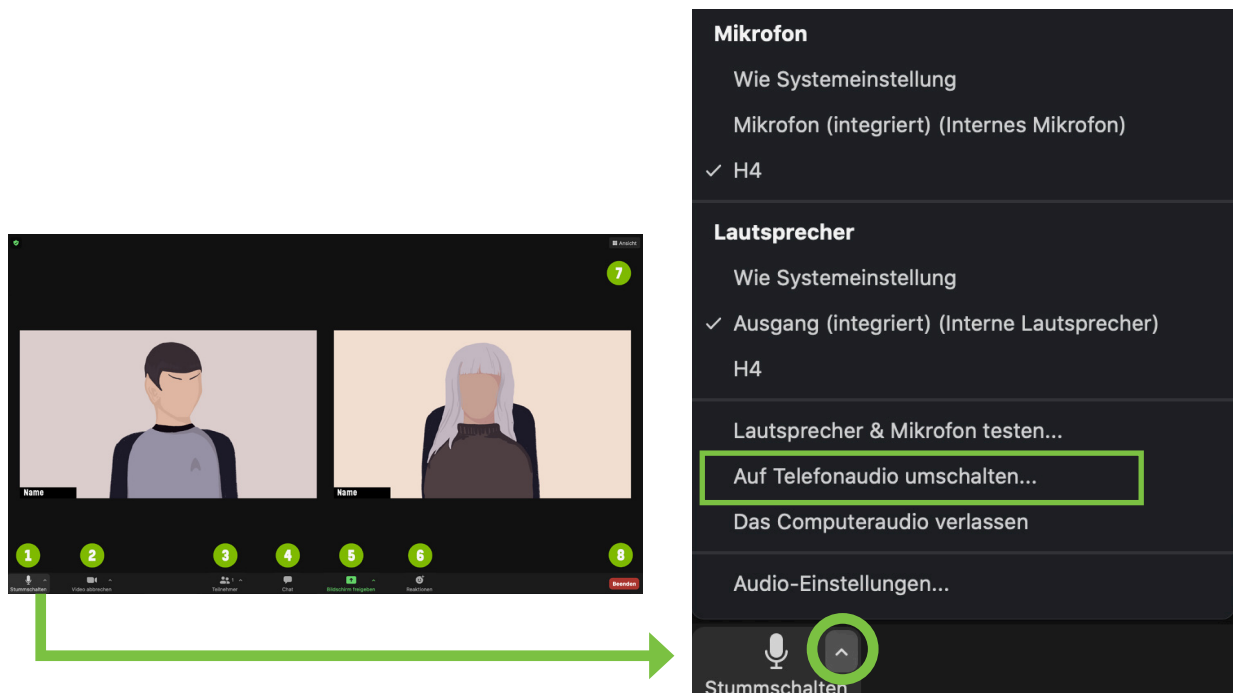 Ansicht
7
Name
Name
1
2
3
4
5
6
8
1
Stummschalten
Video abbrechen
Teilnehmer
Chat
Bildschirm freigeben
Reaktionen
Beenden
Mikrofon
Wie Systemeinstellung
Mikrofon (integriert) (Internes Mikrofon)
✓ H4
Lautsprecher
Wie Systemeinstellung
✓ Ausgang (integriert) (Interne Lautsprecher)
H4
Lautsprecher & Mikrofon testen...
Auf Telefonaudio umschalten...
Das Computeraudio verlassen
Audio-Einstellungen...
Stummschalten